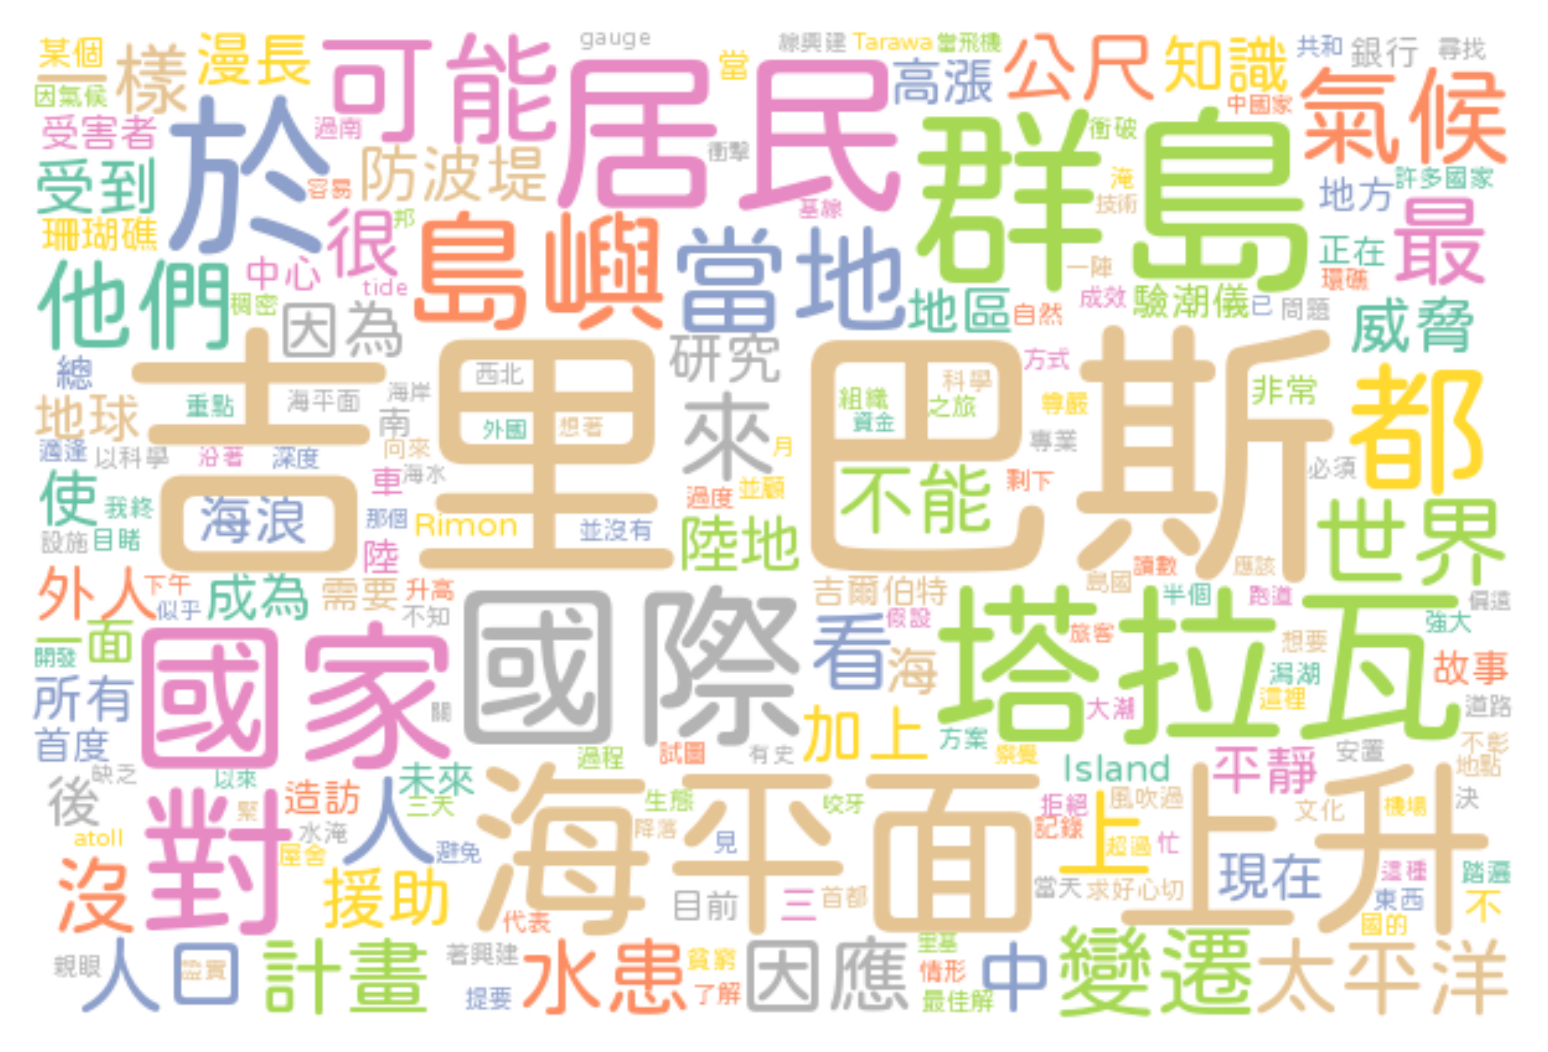 某個 一樣 漫長 可能 gauge 居民 當 線興建 Tarawa 當飛機 公尺 知識 共和 銀行 尋找
因氣候 受害者 於 過南 防波堤 衝擊 高漲 群島 衝破 中國家 氣候
受到 容易 淹 技術 地方 許多國家
珊瑚礁 很 邦 島嶼 基線 當地 最
他們 中心 tide 稠密 因為 地區 自然 一陣 成效 驗潮儀 已 問題 正在 環礁 威脅
吉里巴斯
總 西北 研究 科學 方式 組織 之旅 非常
地球 重點 海平面 海岸 南 外國 想著 來 資金 尊嚴 都
適逢 以科學 沿著 深度 向來 月 專業 必須
使 我終 海浪 車 海水 那個 Rimon 並沒有 過度 並顧 不能 剩下 世界
設施 目睹 陸 陸地
外人 下午 似乎 成為 需要 升高 不知 吉爾伯特 島國 讀數 應該 半個 跑道 偏遠
開發 一面 國家 國際 看 假設 塔拉瓦 旅客 想要 強大
所有 海 潟湖 故事
首度 關 加上 大潮 這裡 道路
方案 察覺 過程 試圖 有史 Island 平靜 安置 不彰 地點
後 缺乏 以來 造訪 未來 三天 海平面上升 生態 咬牙 拒絕 風吹過 文化 機場 決
atoll 對 緊 水淹 人 降落 記錄 上 超過 忙
屋舍 避免 見 這種 踏遍
沒 援助 代表 目前 三 首都 當天 求好心切 現在 東西 國的 不
親眼 人口 證實 計畫 著興建 提要 水患 貧窮 了解 因應 里基 情形 最佳解 中 變遷 太平洋